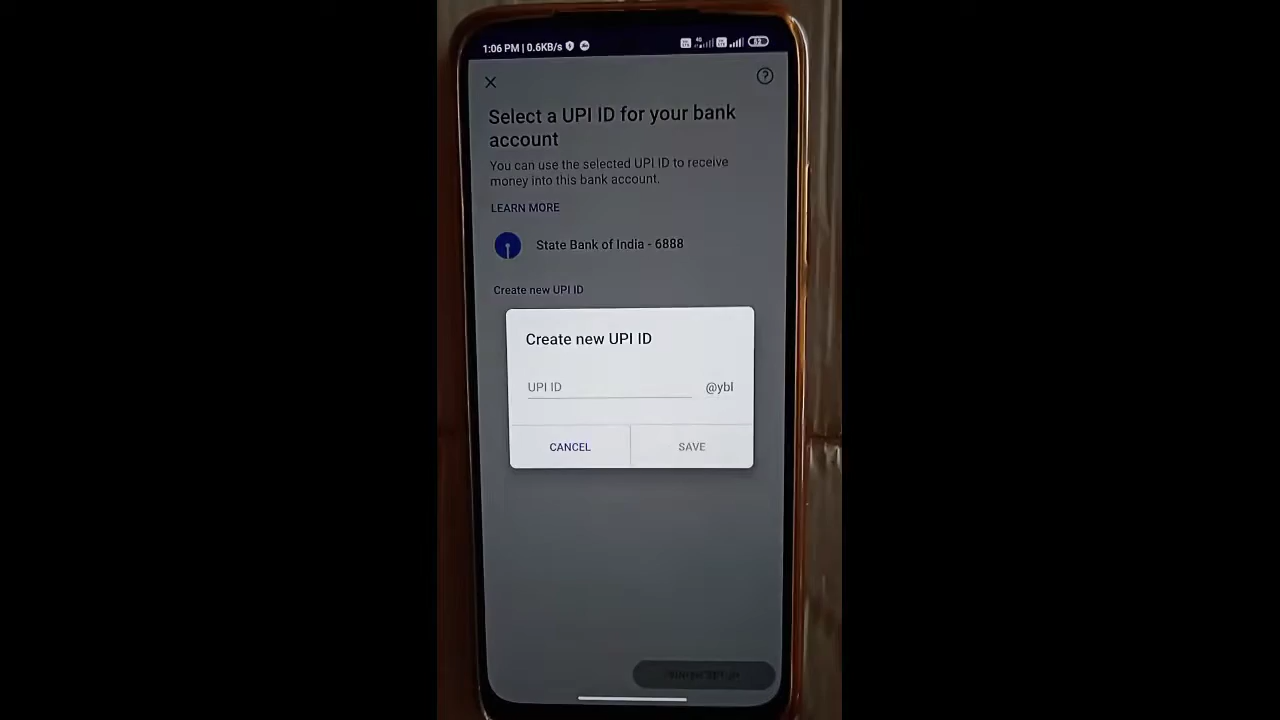 1:06 PM | 0.6KB/s
Select a UPI ID for your bank
account
You can use the selected UPI ID to receive
money into this bank account.
LEARN MORE
State Bank of India - 6888
Create new UPI ID
Create new UPI ID
UPI ID @ybl
CANCEL SAVE